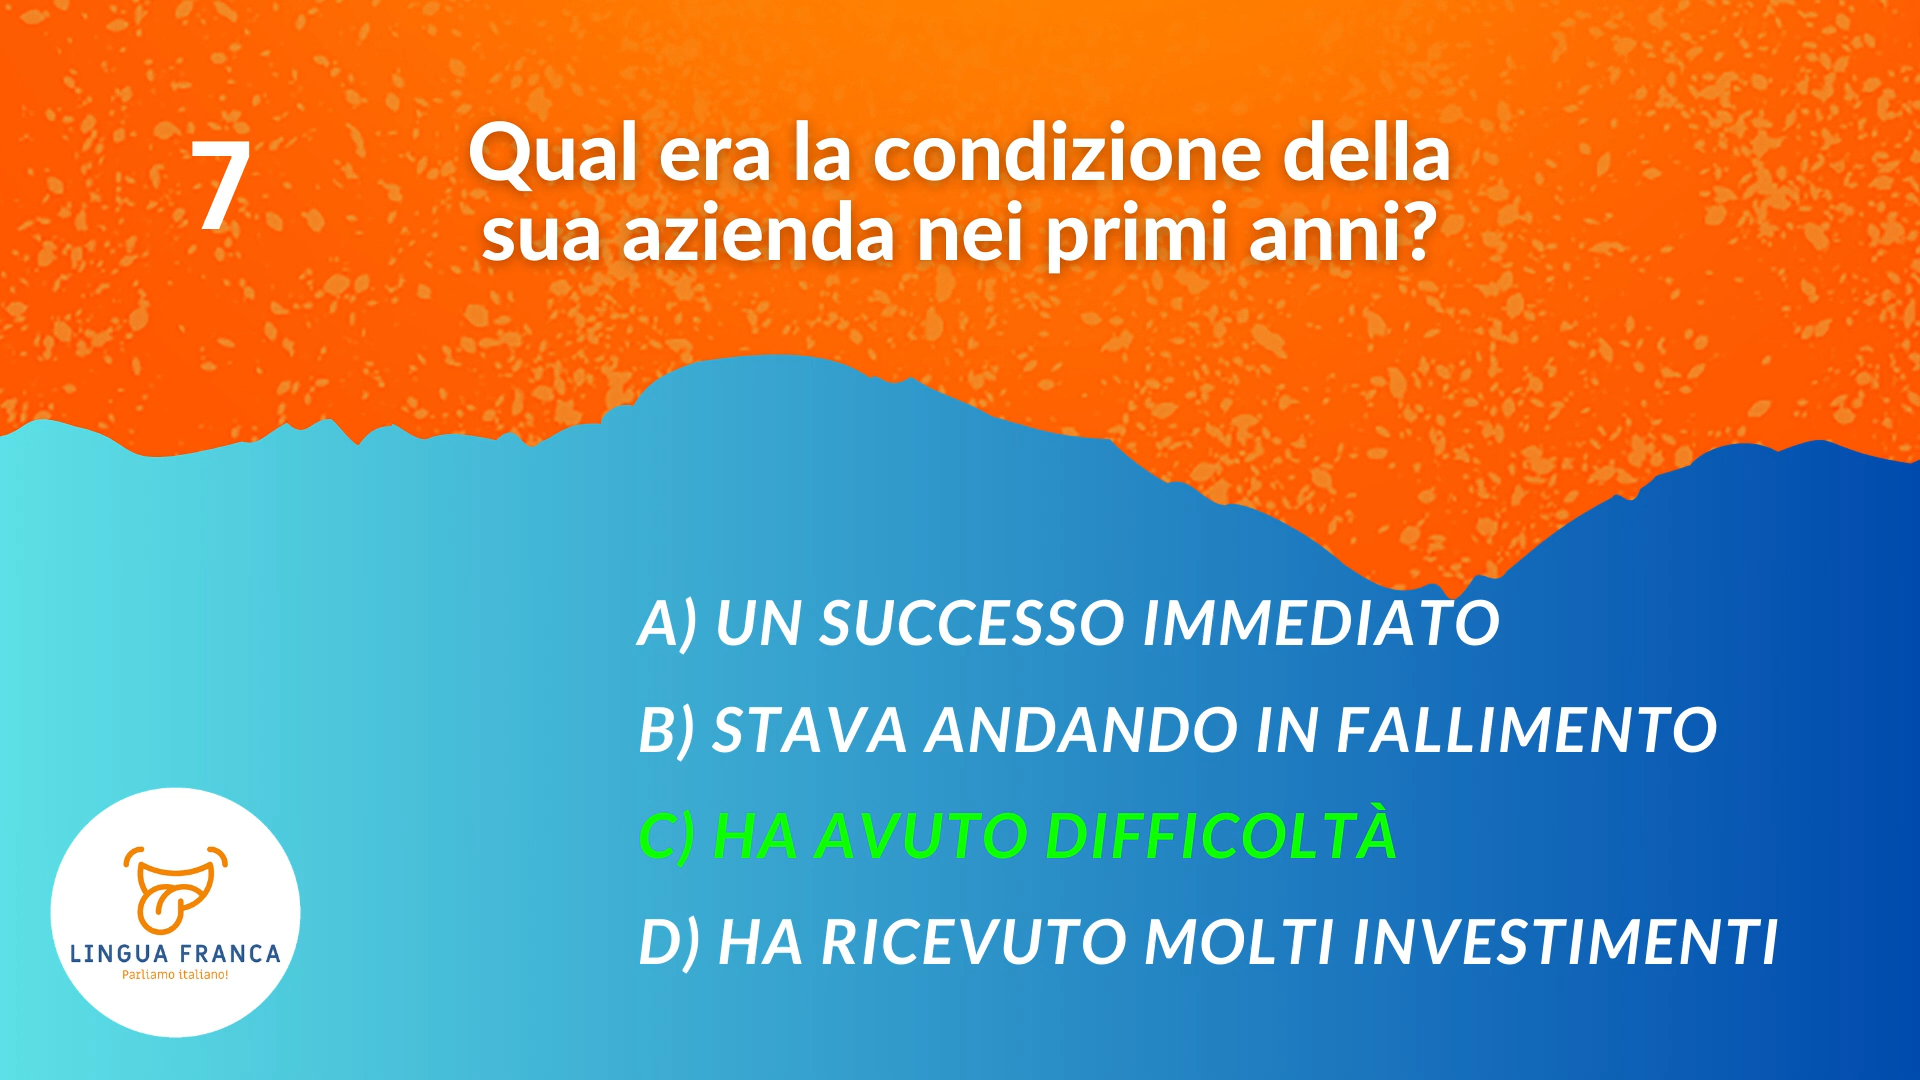 7
Qual era la condizione della
sua azienda nei primi anni?
A) UN SUCCESSO IMMEDIATO
B) STAVA ANDANDO IN FALLIMENTO
C) HA AVUTO DIFFICOLTÀ
D) HA RICEVUTO MOLTI INVESTIMENTI
LINGUA FRANCA
Parliamo italiano!